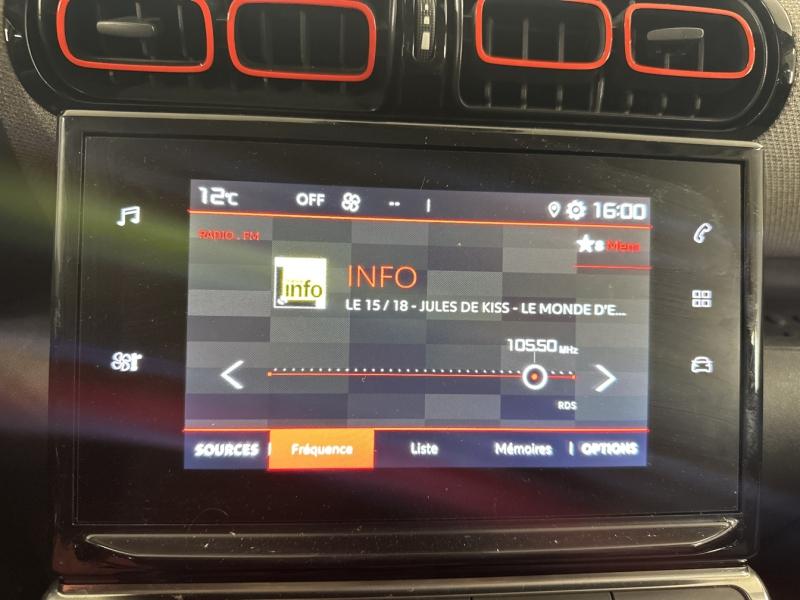 12°C OFF -- 16:00
RADIO . FM
8 Menu
info
INFO
LE 15 / 18 - JULES DE KISS - LE MONDE D'E...
105.50 MHz
RDS
SOURCES Fréquence Liste Mémoires OPTIONS